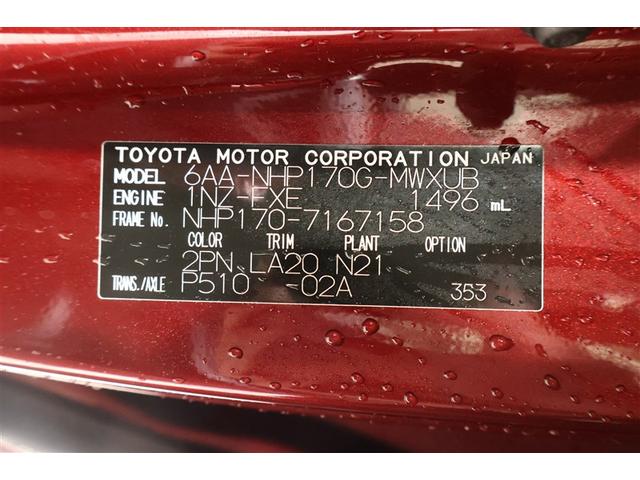 TOYOTA MOTOR CORPORATION JAPAN
MODEL 6AA-NHP170G-MWXUB
ENGINE 1NZ-FXE 1496 mL
FRAME No. NHP170-7167158
COLOR TRIM PLANT OPTION
2PN LA20 N21
TRANS./AXLE P510 -02A 353